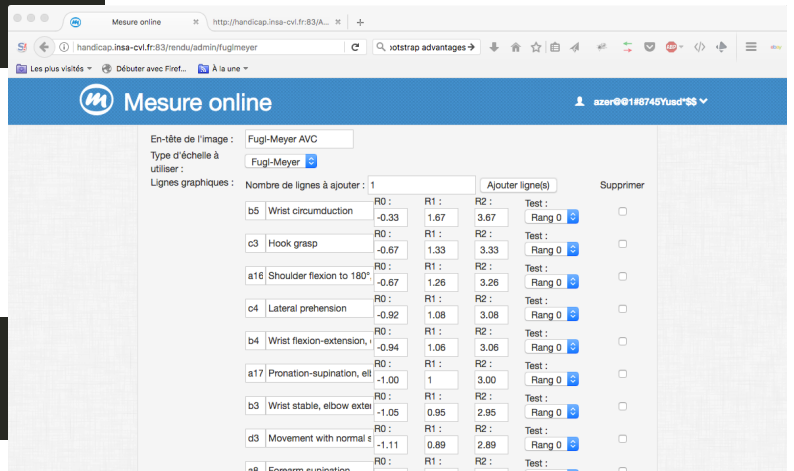 Mesure online
http://handicap.insa-cvl.fr:83/A...
handicap.insa-cvl.fr:83/rendu/admin/fuglmeyer
otstrap advantages
Les plus visités
Débuter avec Firef...
À la une
ebay
Mesure online
azer@@1#8745Yusd*$$
En-tête de l'image : Fugl-Meyer AVC
Type d'échelle à
utiliser : Fugl-Meyer
Lignes graphiques : Nombre de lignes à ajouter : 1 Ajouter ligne(s) Supprimer
R0 : R1 : R2 : Test :
b5 Wrist circumduction -0.33 1.67 3.67 Rang 0
R0 : R1 : R2 : Test :
c3 Hook grasp -0.67 1.33 3.33 Rang 0
R0 : R1 : R2 : Test :
a16 Shoulder flexion to 180°. -0.67 1.26 3.26 Rang 0
R0 : R1 : R2 : Test :
c4 Lateral prehension -0.92 1.08 3.08 Rang 0
R0 : R1 : R2 : Test :
b4 Wrist flexion-extension, -0.94 1.06 3.06 Rang 0
R0 : R1 : R2 : Test :
a17 Pronation-supination, el -1.00 1 3.00 Rang 0
R0 : R1 : R2 : Test :
b3 Wrist stable, elbow exte -1.05 0.95 2.95 Rang 0
R0 : R1 : R2 : Test :
d3 Movement with normal s -1.11 0.89 2.89 Rang 0
R0 : R1 : R2 : Test :
a8 Forearm supination